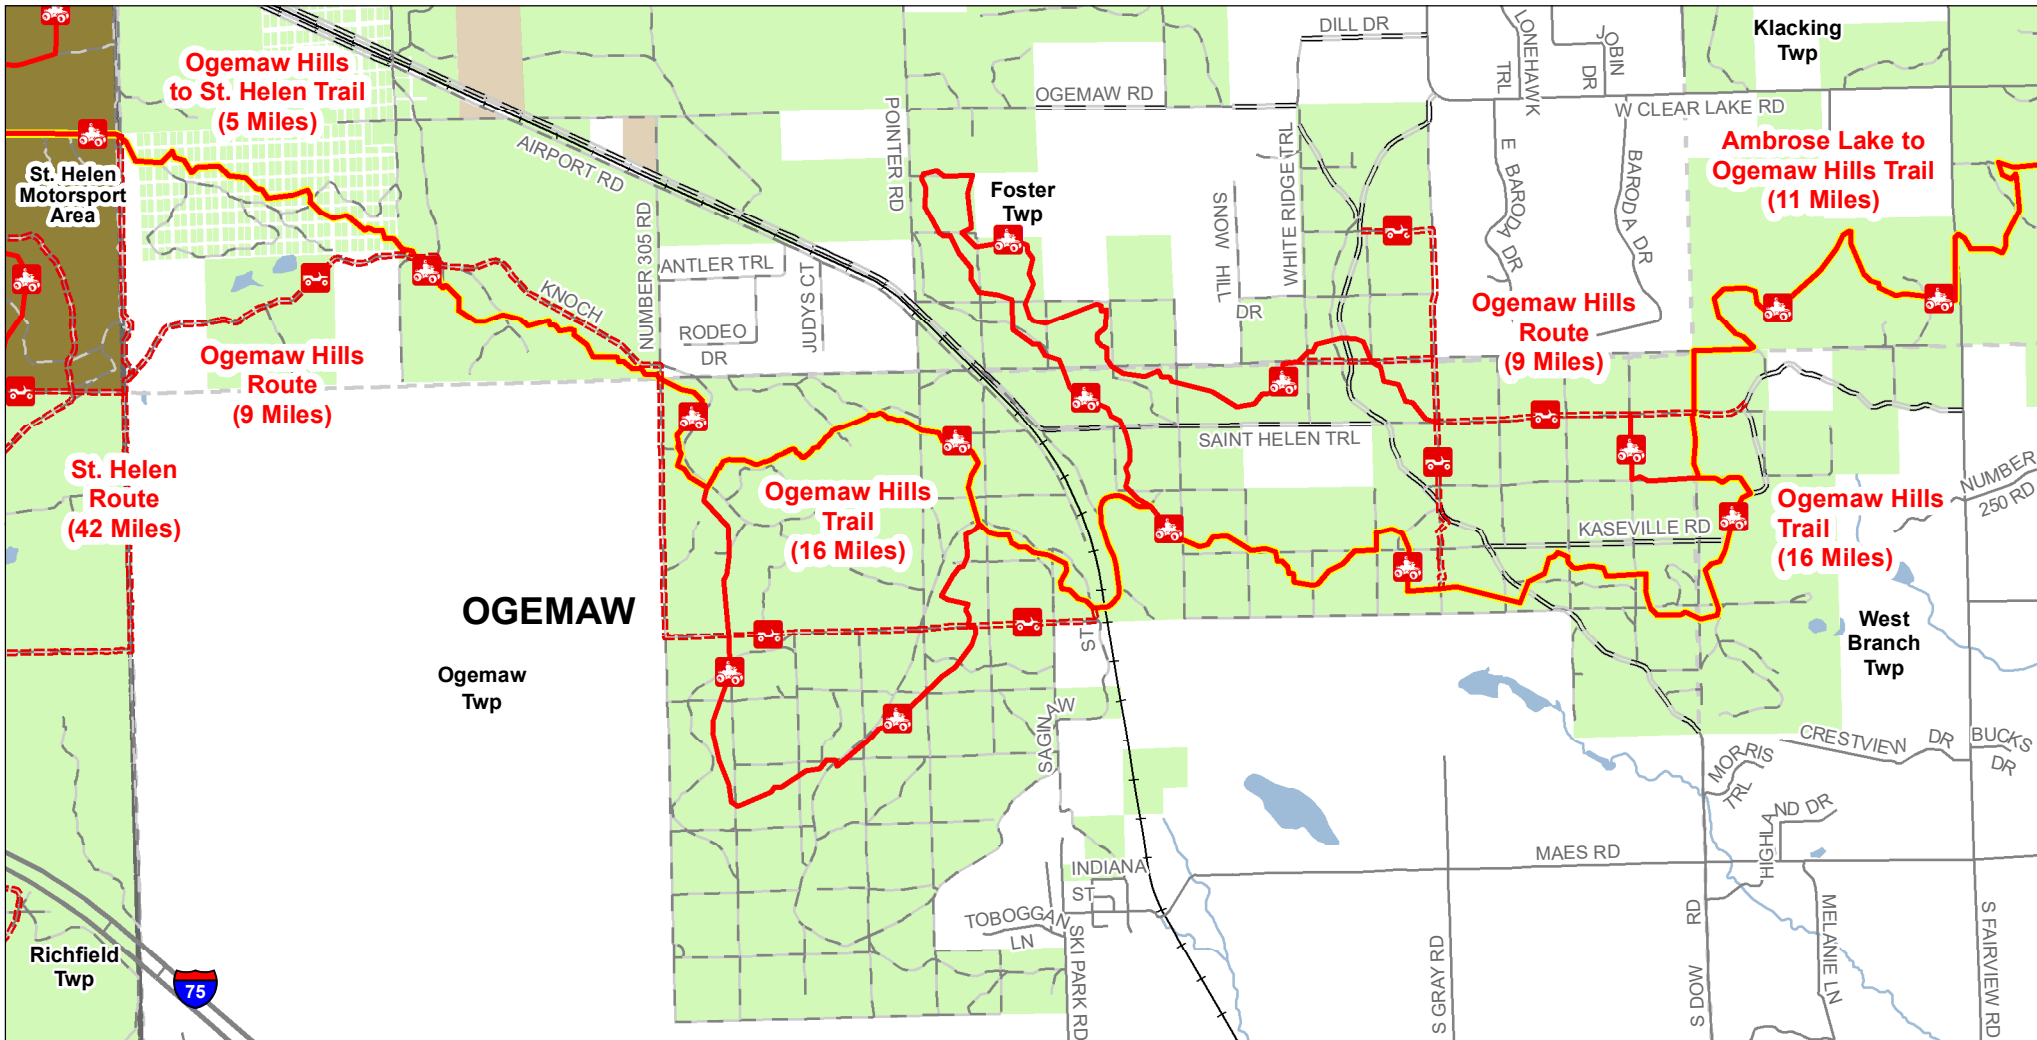 Ogemaw Hills
to St. Helen Trail
(5 Miles)
St. Helen
Motorsport
Area
AIRPORT RD
POINTER RD
OGEMAW RD
DILL DR
LONEHAWK
TRL
JOBIN
DR
Klacking
Twp
W CLEAR LAKE RD
Ambrose Lake to
Ogemaw Hills Trail
(11 Miles)
E BARODA DR
BARODA DR
Foster
Twp
SNOW HILL
DR
WHITE RIDGE TRL
NUMBER 305 RD
ANTLER TRL
JUDYS CT
RODEO
DR
KNOCH
Ogemaw Hills
Route
(9 Miles)
Ogemaw Hills
Route
(9 Miles)
St. Helen
Route
(42 Miles)
SAINT HELEN TRL
Ogemaw Hills
Trail
(16 Miles)
KASEVILLE RD
Ogemaw Hills
Trail
(16 Miles)
NUMBER
250 RD
OGEMAW
Ogemaw
Twp
West
Branch
Twp
SAGINAW
ST
CRESTVIEW DR
BUCKS
DR
MORRIS
TRL
HIGHLAND DR
MAES RD
INDIANA
ST
TOBOGGAN
LN
SKI PARK RD
S GRAY RD
S DOW RD
MELANIE LN
S FAIRVIEW RD
Richfield
Twp
75